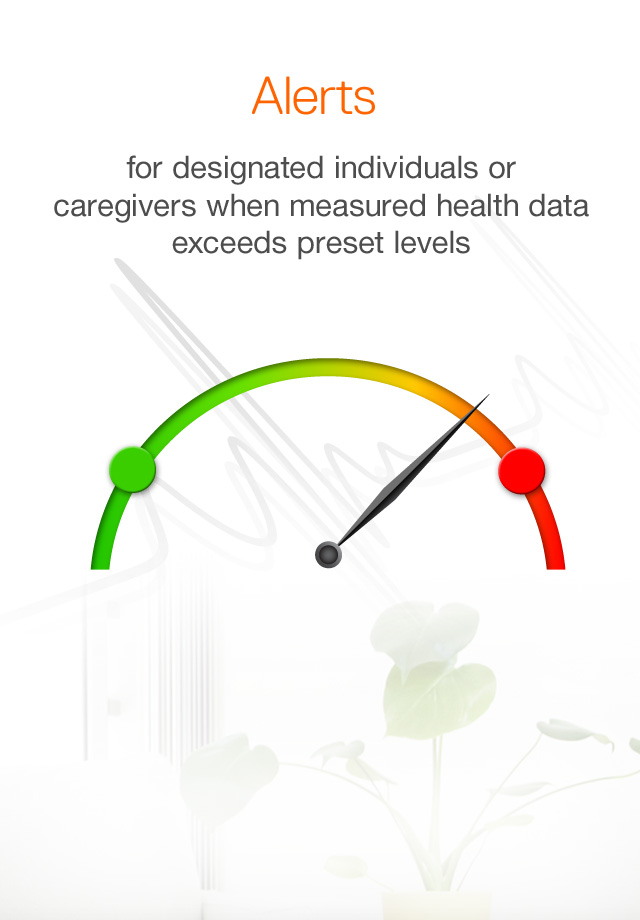 Alerts
for designated individuals or
caregivers when measured health data
exceeds preset levels